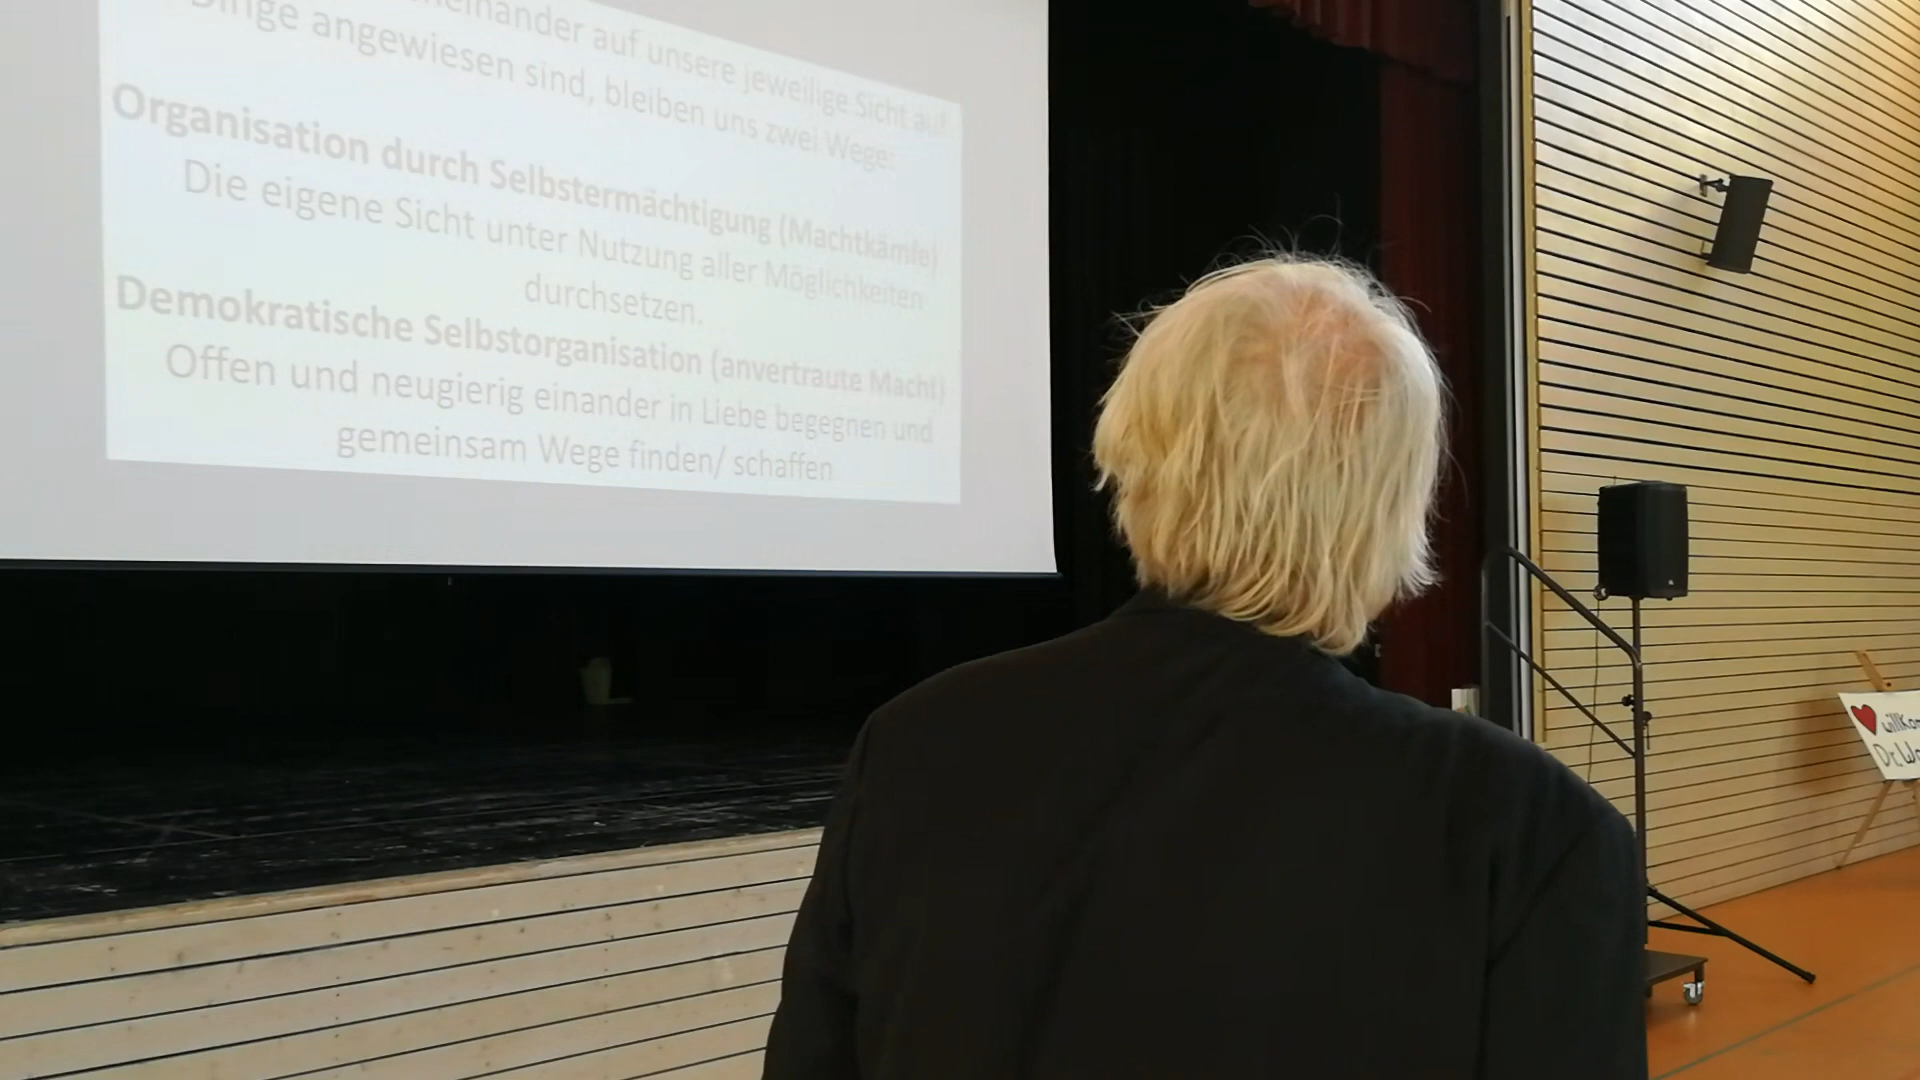 einander auf unsere jeweilige Sicht auf
Dinge angewiesen sind, bleiben uns zwei Wege:
Organisation durch Selbstermächtigung (Machtkämfe)
Die eigene Sicht unter Nutzung aller Möglichkeiten
durchsetzen.
Demokratische Selbstorganisation (anvertraute Macht)
Offen und neugierig einander in Liebe begegnen und
gemeinsam Wege finden/ schaffen
Dr.